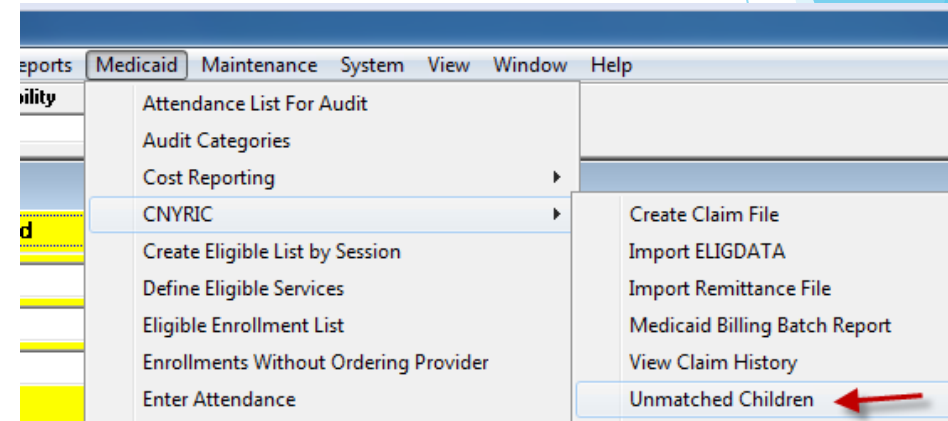 eports Medicaid Maintenance System View Window Help
bility
Attendance List For Audit
Audit Categories
Cost Reporting
CNYRIC
d
Create Eligible List by Session
Define Eligible Services
Eligible Enrollment List
Enrollments Without Ordering Provider
Enter Attendance
Create Claim File
Import ELIGDATA
Import Remittance File
Medicaid Billing Batch Report
View Claim History
Unmatched Children